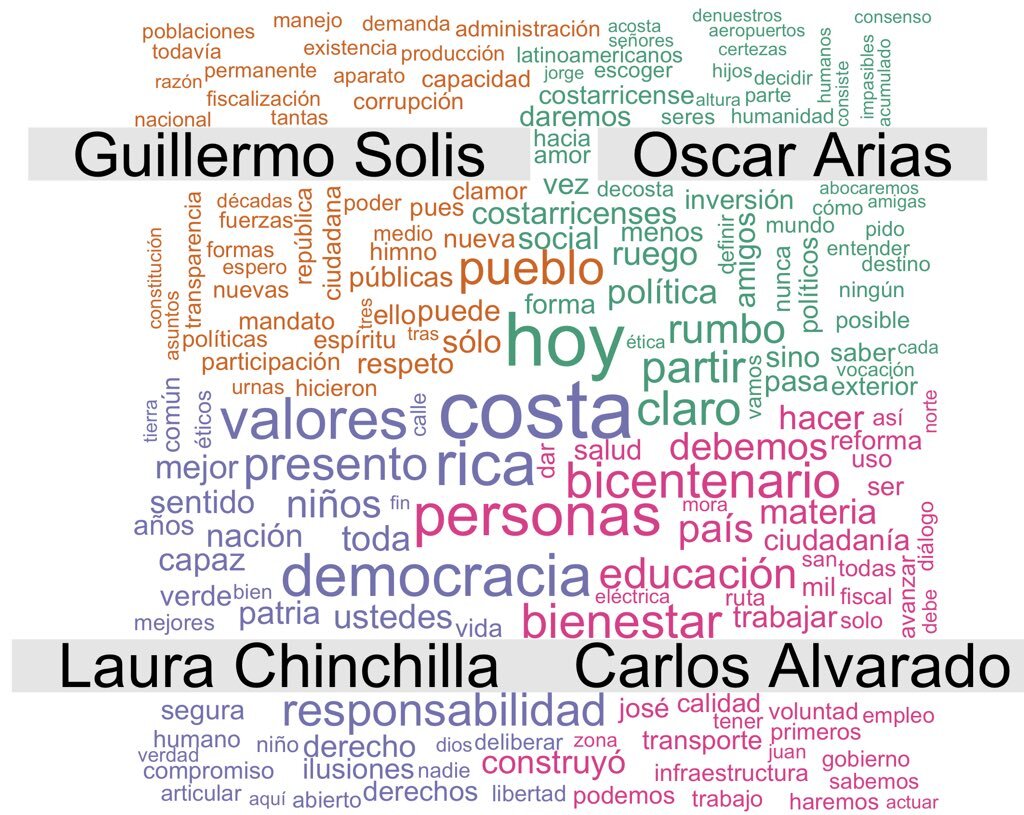 poblaciones manejo demanda administración acosta denuestros consenso
todavía existencia producción señores aeropuertos
razón permanente aparato capacidad latinoamericanos certezas humanos impasibles acumulado
fiscalización corrupción jorge escoger hijos decidir consiste
nacional tantas costarricense altura parte
daremos seres humanidad
hacia
Guillermo Solis amor Oscar Arias
décadas república ciudadana poder clamor vez decosta inversión abocaremos
transparencia fuerzas pues costarricenses cómo amigas
constitución formas medio nueva social menos definir amigos mundo pido
espero himno ruego nunca políticos entender
nuevas públicas pueblo política destino
asuntos mandato tres ello puede forma ningún
políticas espíritu tras sólo hoy ética rumbo posible
participación respeto partir vamos sino saber cada
urnas hicieron pasa vocación
exterior
tierra común éticos valores calle costa claro hacer así norte
mejor presento rica dar salud debemos reforma
uso
sentido niños fin bicentenario ser
años nación toda personas mora país materia
capaz ciudadanía diálogo
verde bien democracia educación san todas avanzar
eléctrica ruta mil fiscal debe
mejores patria ustedes vida bienestar trabajar solo
Laura Chinchilla Carlos Alvarado
segura responsabilidad josé calidad voluntad empleo
humano niño derecho dios deliberar zona tener primeros
verdad transporte juan gobierno
compromiso ilusiones nadie construyó infraestructura sabemos
articular aquí abierto derechos libertad podemos trabajo haremos actuar